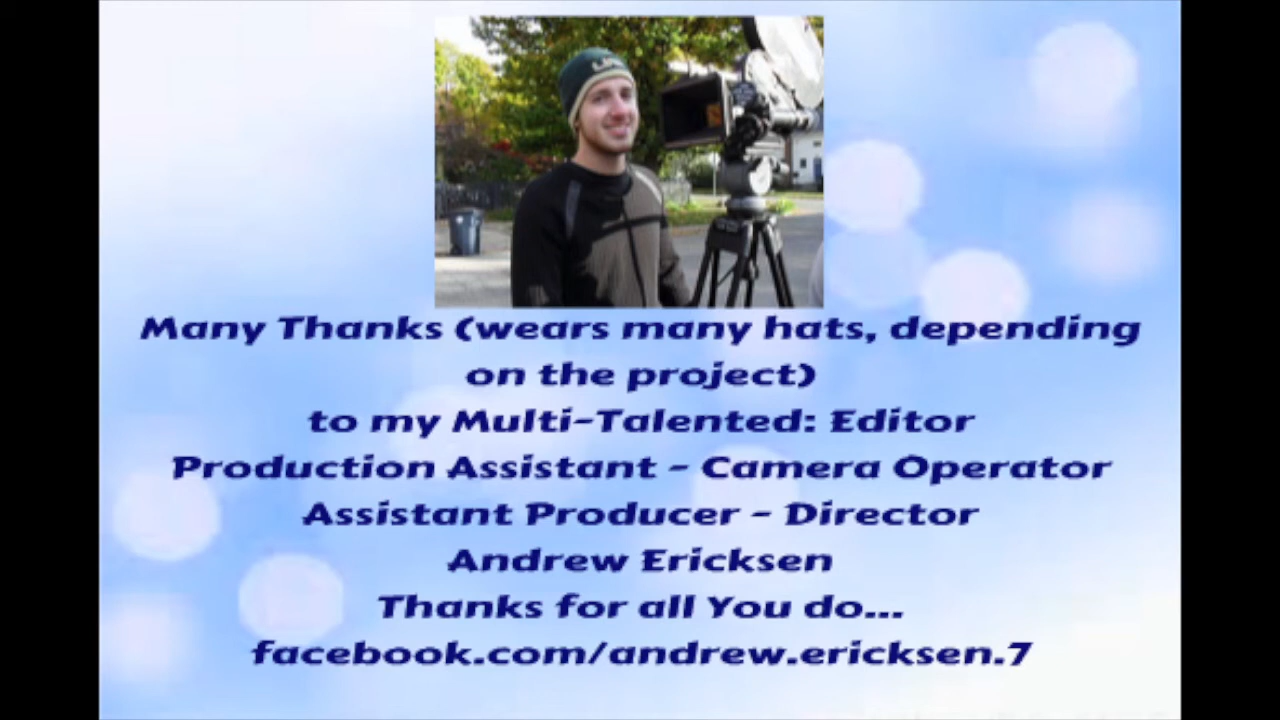 Many Thanks (wears many hats, depending
on the project)
to my Multi-Talented: Editor
Production Assistant - Camera Operator
Assistant Producer - Director
Andrew Ericksen
Thanks for all You do...
facebook.com/andrew.ericksen.7